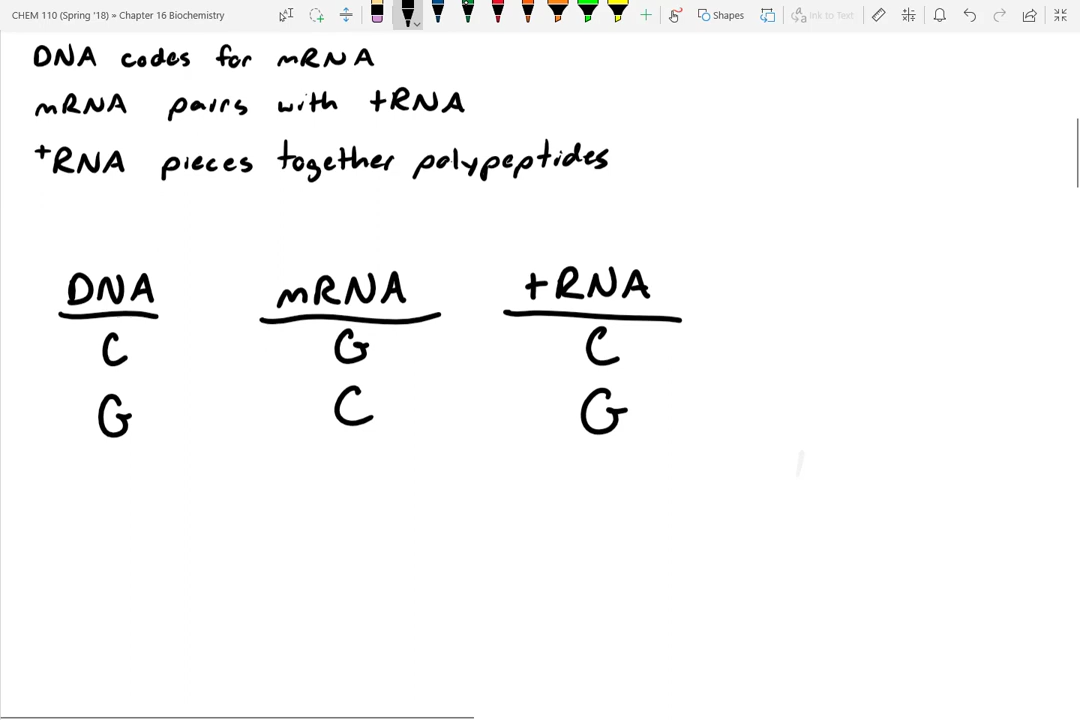 CHEM 110 (Spring '18) » Chapter 16 Biochemistry
Shapes
Ink to Text
DNA codes for mRNA
mRNA pairs with tRNA
tRNA pieces together polypeptides
DNA mRNA tRNA
C G C
G C G